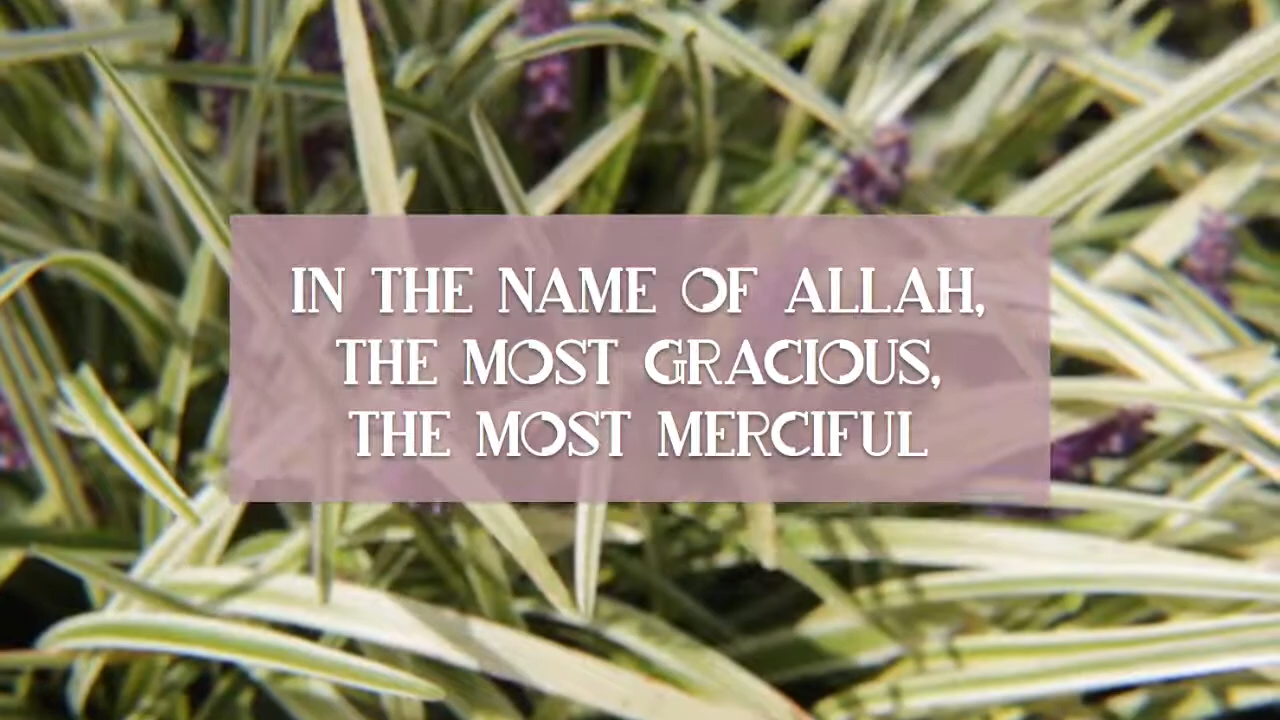 IN THE NAME OF ALLAH,
THE MOST GRACIOUS,
THE MOST MERCIFUL